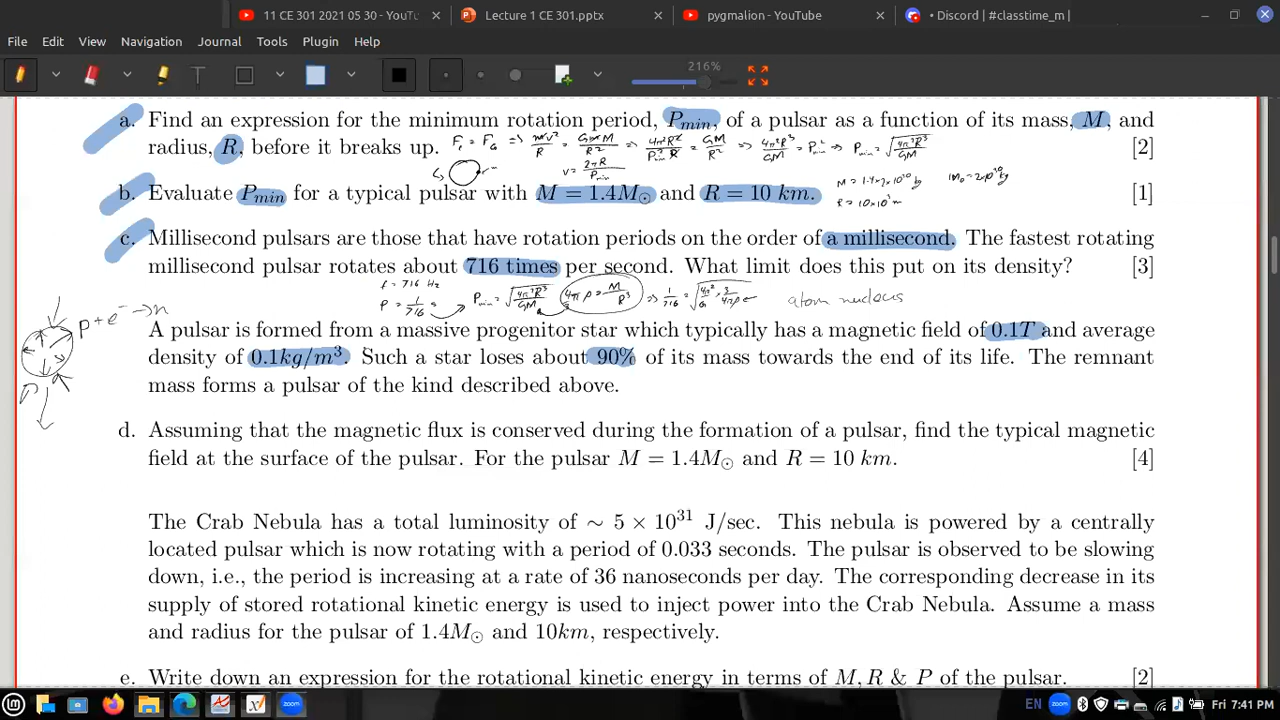 11 CE 301 2021 05 30 - YouTu
Lecture 1 CE 301.pptx
pygmalion - YouTube
• Discord | #classtime_m |
File Edit View Navigation Journal Tools Plugin Help
216%
a. Find an expression for the minimum rotation period, P_min, of a pulsar as a function of its mass, M, and
radius, R, before it breaks up. [2]
b. Evaluate P_min for a typical pulsar with M = 1.4M⊙ and R = 10 km. [1]
c. Millisecond pulsars are those that have rotation periods on the order of a millisecond. The fastest rotating
millisecond pulsar rotates about 716 times per second. What limit does this put on its density? [3]
f = 716 Hz
atom nucleus
p + e⁻ → n
A pulsar is formed from a massive progenitor star which typically has a magnetic field of 0.1T and average
density of 0.1kg/m³. Such a star loses about 90% of its mass towards the end of its life. The remnant
mass forms a pulsar of the kind described above.
d. Assuming that the magnetic flux is conserved during the formation of a pulsar, find the typical magnetic
field at the surface of the pulsar. For the pulsar M = 1.4M⊙ and R = 10 km. [4]
The Crab Nebula has a total luminosity of ∼ 5 × 10³¹ J/sec. This nebula is powered by a centrally
located pulsar which is now rotating with a period of 0.033 seconds. The pulsar is observed to be slowing
down, i.e., the period is increasing at a rate of 36 nanoseconds per day. The corresponding decrease in its
supply of stored rotational kinetic energy is used to inject power into the Crab Nebula. Assume a mass
and radius for the pulsar of 1.4M⊙ and 10km, respectively.
e. Write down an expression for the rotational kinetic energy in terms of M, R & P of the pulsar. [2]
EN
zoom
Fri 7:41 PM